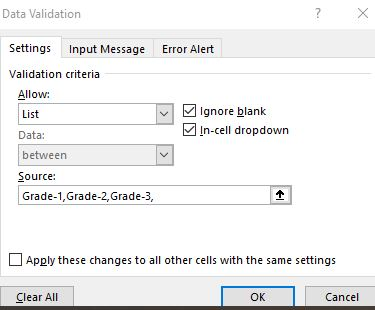 Data Validation ? ×
Settings Input Message Error Alert
Validation criteria
Allow:
List
Ignore blank
In-cell dropdown
Data:
between
Source:
Grade-1,Grade-2,Grade-3,
Apply these changes to all other cells with the same settings
Clear All OK Cancel